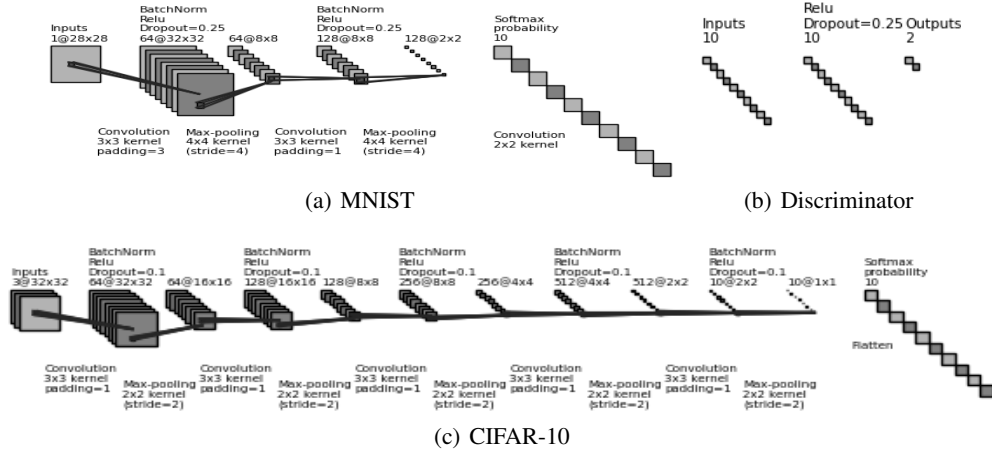 BatchNorm
Relu
Dropout=0.25
Inputs
1@28x28
64@32x32
64@8x8
BatchNorm
Relu
Dropout=0.25
128@8x8
128@2x2
Softmax
probability
10
Convolution
3x3 kernel
padding=3
Max-pooling
4x4 kernel
(stride=4)
Convolution
3x3 kernel
padding=1
Max-pooling
4x4 kernel
(stride=4)
Convolution
2x2 kernel
(a) MNIST
Inputs
10
Relu
Dropout=0.25
10
Outputs
2
(b) Discriminator
Inputs
3@32x32
BatchNorm
Relu
Dropout=0.1
64@32x32
64@16x16
BatchNorm
Relu
Dropout=0.1
128@16x16
128@8x8
BatchNorm
Relu
Dropout=0.1
256@8x8
256@4x4
BatchNorm
Relu
Dropout=0.1
512@4x4
512@2x2
BatchNorm
Relu
Dropout=0.1
10@2x2
10@1x1
Softmax
probability
10
Convolution
3x3 kernel
padding=1
Max-pooling
2x2 kernel
(stride=2)
Convolution
3x3 kernel
padding=1
Max-pooling
2x2 kernel
(stride=2)
Convolution
3x3 kernel
padding=1
Max-pooling
2x2 kernel
(stride=2)
Convolution
3x3 kernel
padding=1
Max-pooling
2x2 kernel
(stride=2)
Convolution
3x3 kernel
padding=1
Max-pooling
2x2 kernel
(stride=2)
Flatten
(c) CIFAR-10